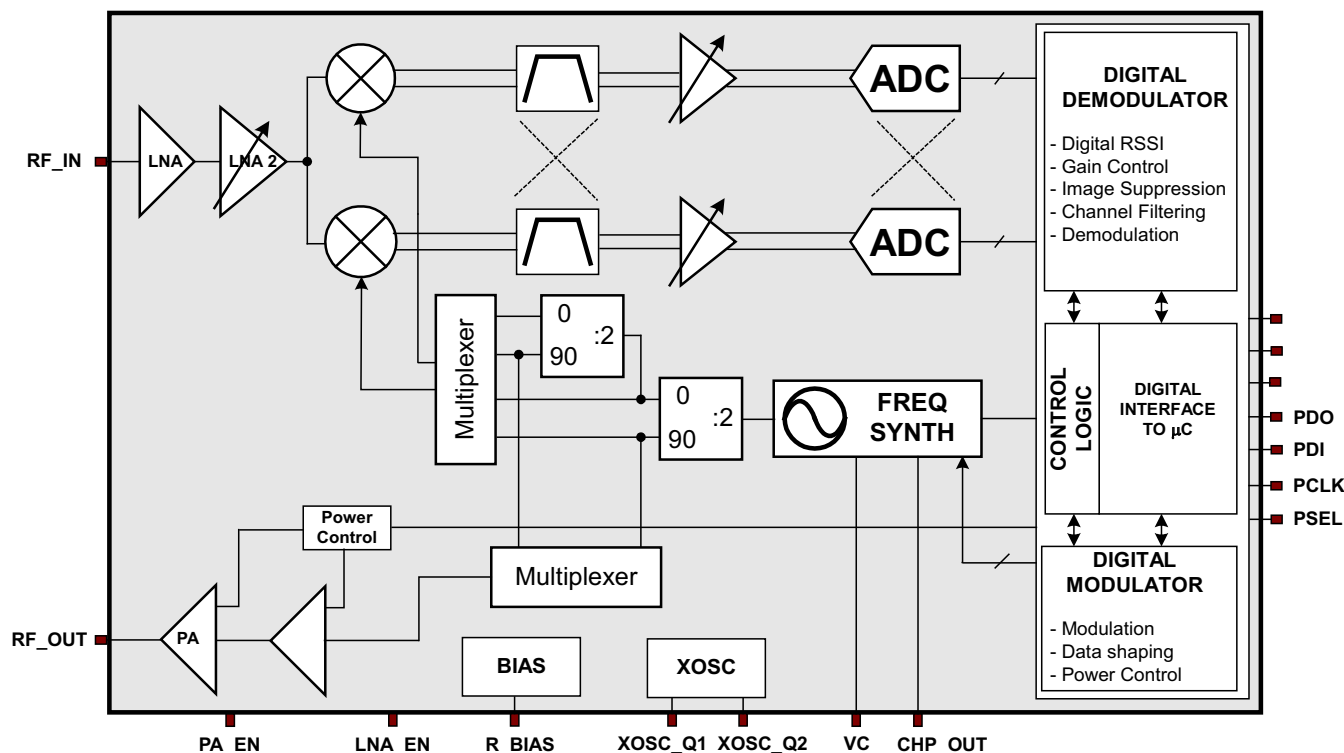 ADC
DIGITAL
DEMODULATOR
- Digital RSSI
- Gain Control
- Image Suppression
- Channel Filtering
- Demodulation
RF_IN
LNA
LNA 2
ADC
Multiplexer
0
:2
90
0
:2
90
FREQ
SYNTH
CONTROL
LOGIC
DIGITAL
INTERFACE
TO µC
PDO
PDI
PCLK
PSEL
Power
Control
Multiplexer
DIGITAL
MODULATOR
- Modulation
- Data shaping
- Power Control
RF_OUT
PA
BIAS
XOSC
PA_EN
LNA_EN
R_BIAS
XOSC_Q1
XOSC_Q2
VC
CHP_OUT